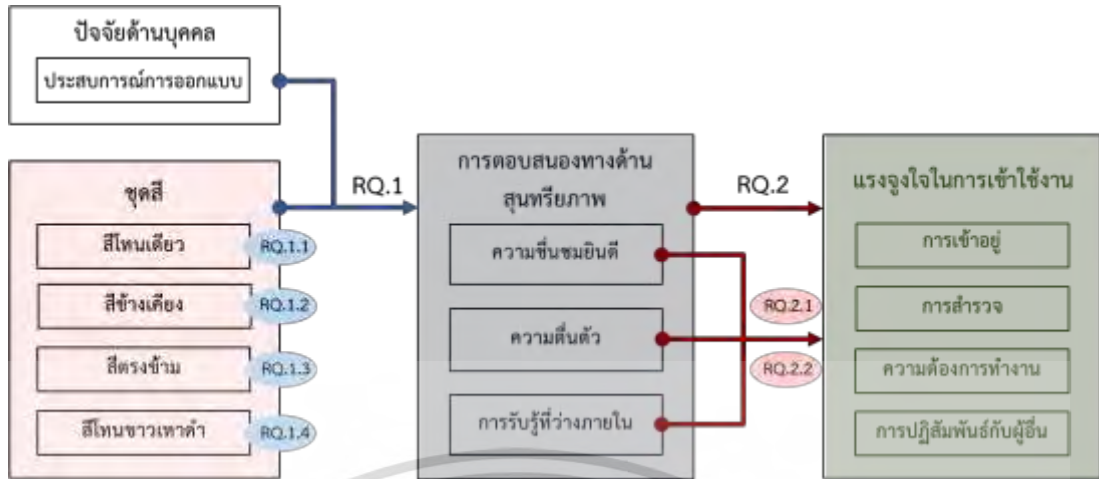 ปัจจัยด้านบุคคล
ประสบการณ์การออกแบบ
ชุดสี
สีโทนเดียว
RQ.1.1
สีข้างเคียง
RQ.1.2
สีตรงข้าม
RQ.1.3
สีโทนขาวเทาดำ
RQ.1.4
RQ.1
การตอบสนองทางด้าน
สุนทรียภาพ
ความชื่นชมยินดี
ความตื่นตัว
การรับรู้ที่ว่างภายใน
RQ.2
RQ.2.1
RQ.2.2
แรงจูงใจในการเข้าใช้งาน
การเข้าอยู่
การสำรวจ
ความต้องการทำงาน
การปฏิสัมพันธ์กับผู้อื่น